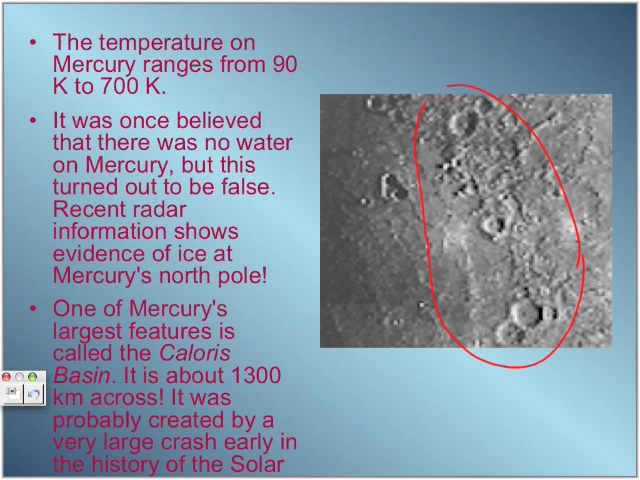 • The temperature on
Mercury ranges from 90
K to 700 K.
• It was once believed
that there was no water
on Mercury, but this
turned out to be false.
Recent radar
information shows
evidence of ice at
Mercury's north pole!
• One of Mercury's
largest features is
called the Caloris
Basin. It is about 1300
km across! It was
probably created by a
very large crash early in
the history of the Solar